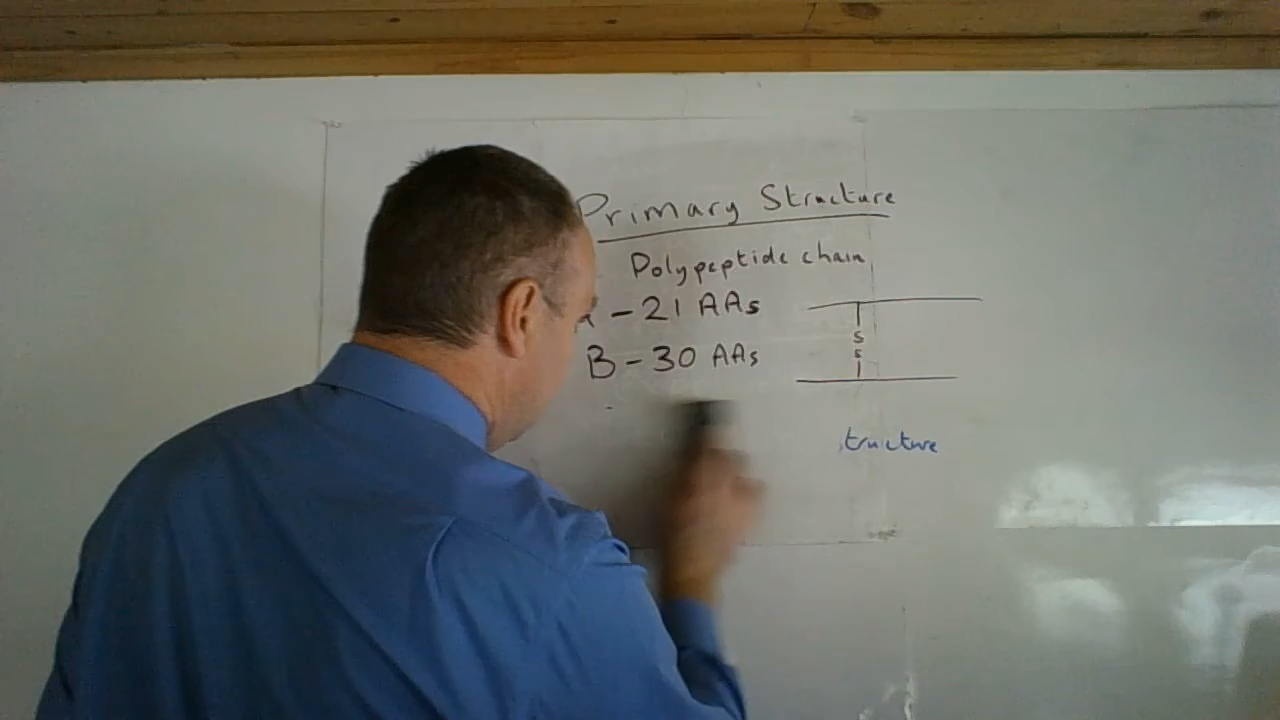 Primary Structure
Polypeptide chain
- 21 AAs
B - 30 AAs
S
S
tructure